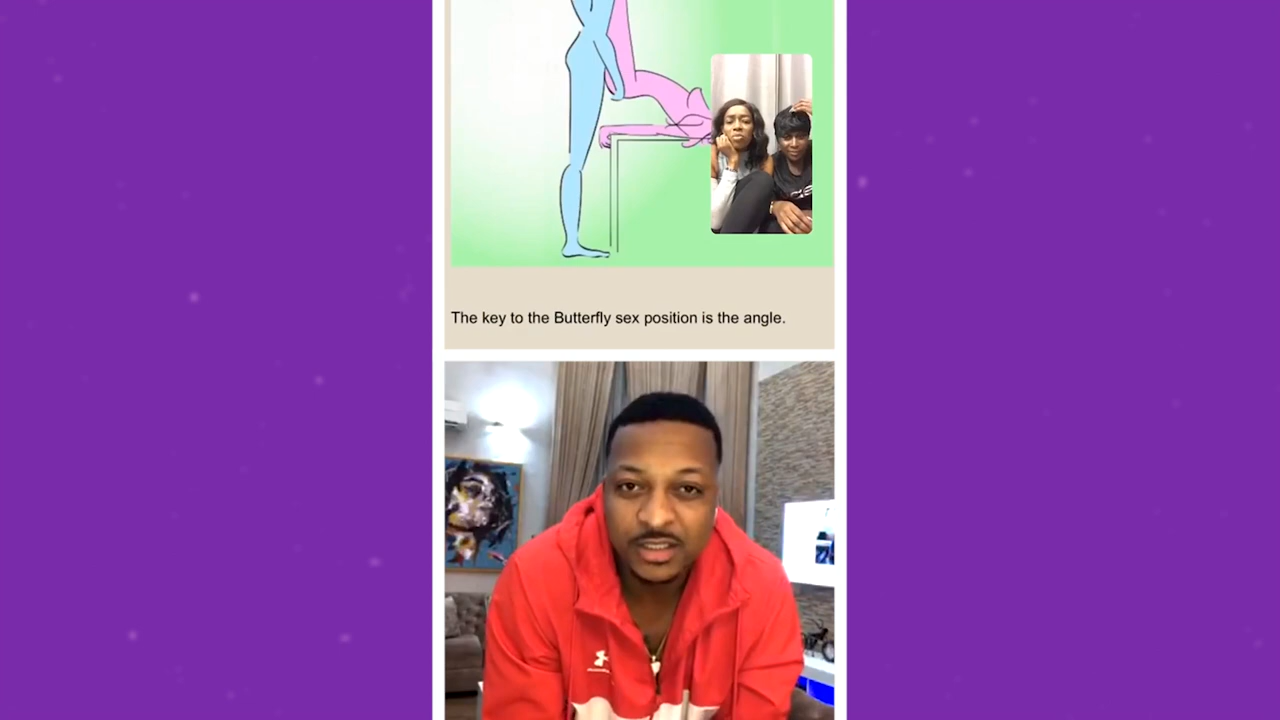 The key to the Butterfly sex position is the angle.